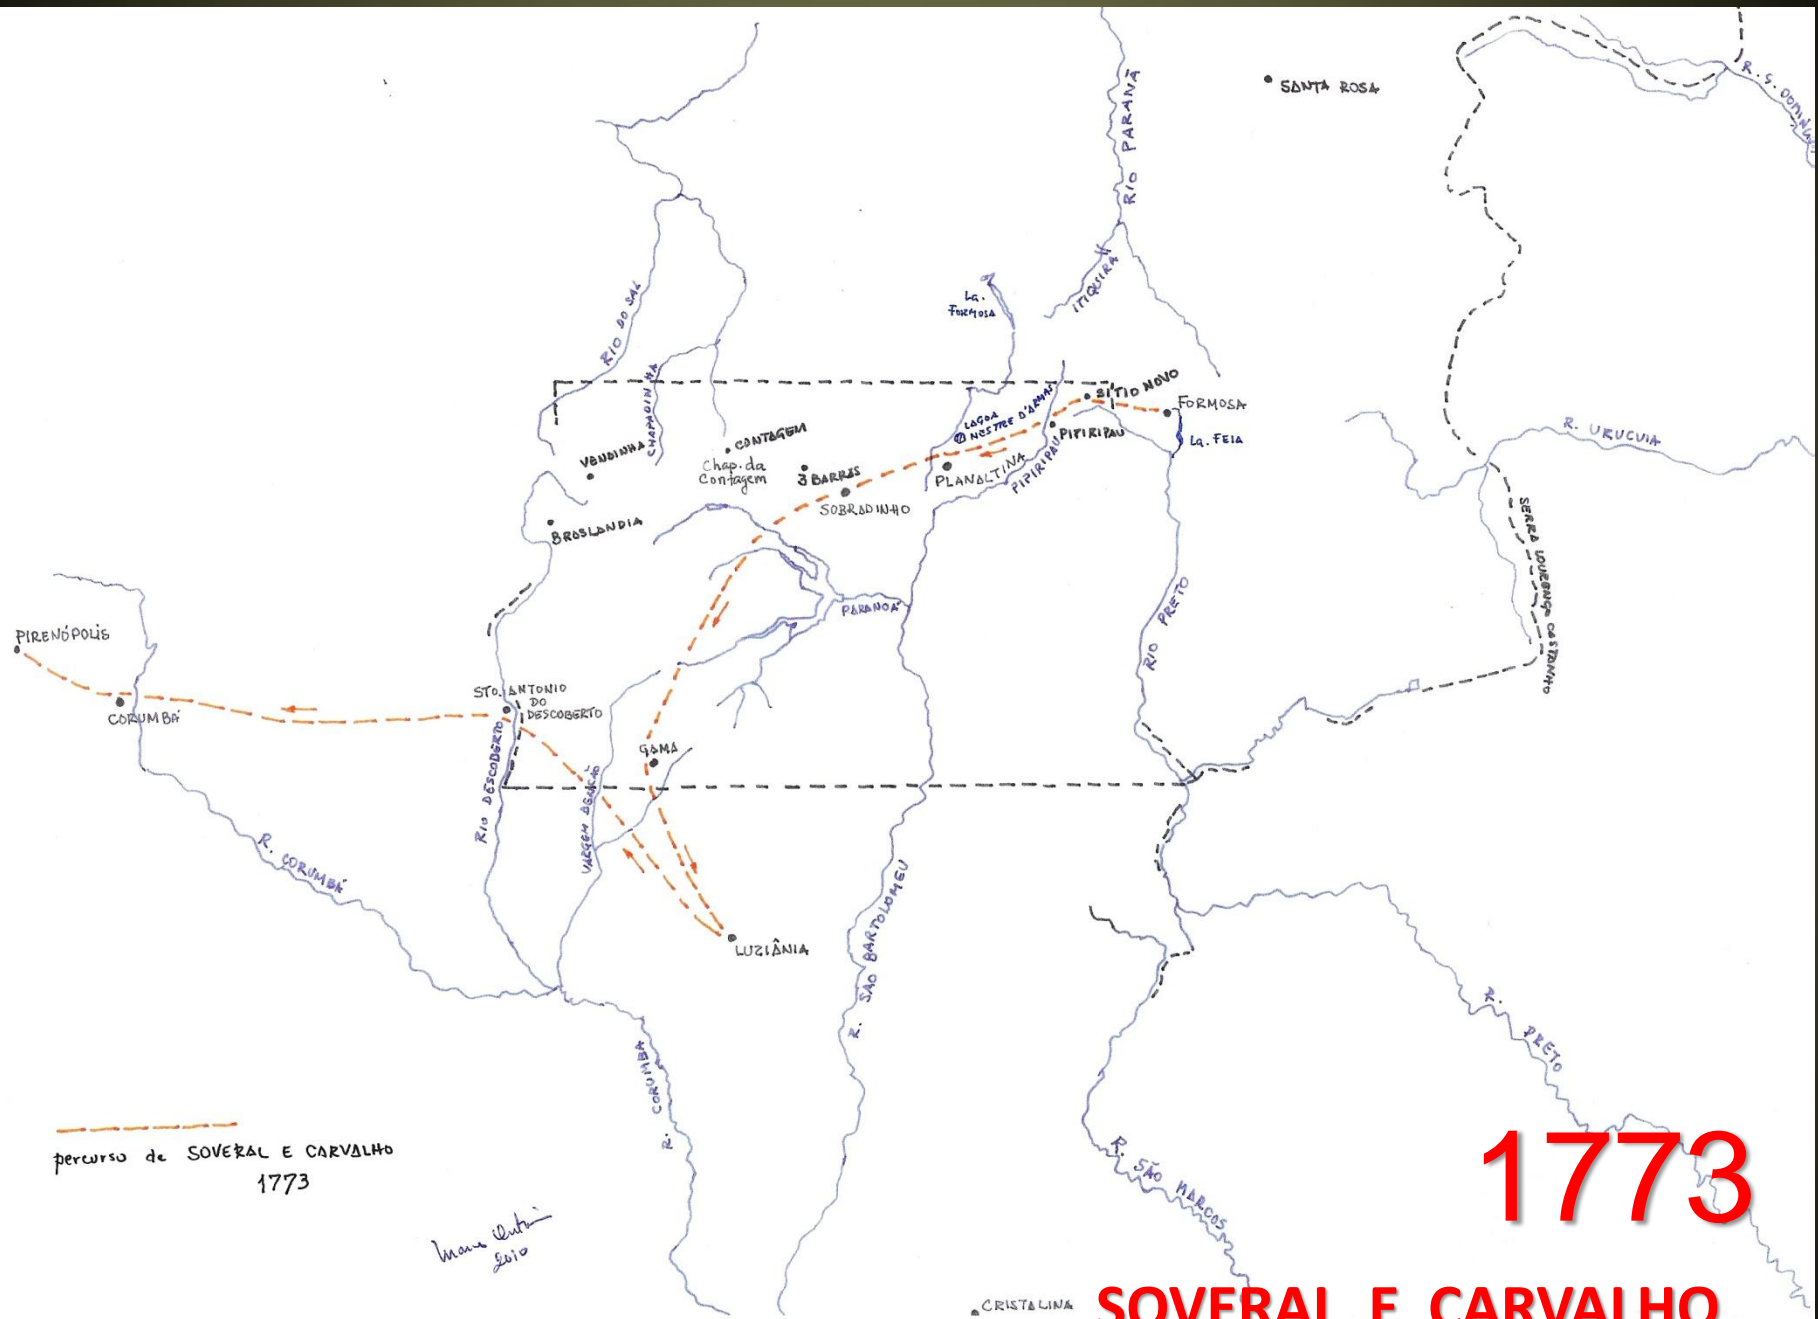 SANTA ROSA
R. S. DOMINGOS
RIO PARANÃ
ITIQUIRA
La.
FORMOSA
RIO DO SAL
CHAPADINHA
SÍTIO NOVO
FORMOSA
La. FEIA
LAGOA
MESTRE D'ARMAS
PIPIRIPAU
PIPIRIPAU
PLANALTINA
CONTAGEM
Chap. da
Contagem
VENDINHA
3 BARRAS
SOBRADINHO
BRASLANDIA
R. URUCUIA
SERRA LOURENÇO CASTANHO
PARANOÁ
RIO PRETO
PIRENÓPOLIS
CORUMBÁ
STO. ANTONIO
DO
DESCOBERTO
RIO DESCOBERTO
GAMA
R. CORUMBÁ
LUZIÂNIA
R. SÃO BARTOLOMEU
R. PRETO
R. CORUMBÁ
R. SÃO MARCOS
percurso de SOVERAL E CARVALHO
1773
2010
CRISTALINA
1773
SOVERAL E CARVALHO